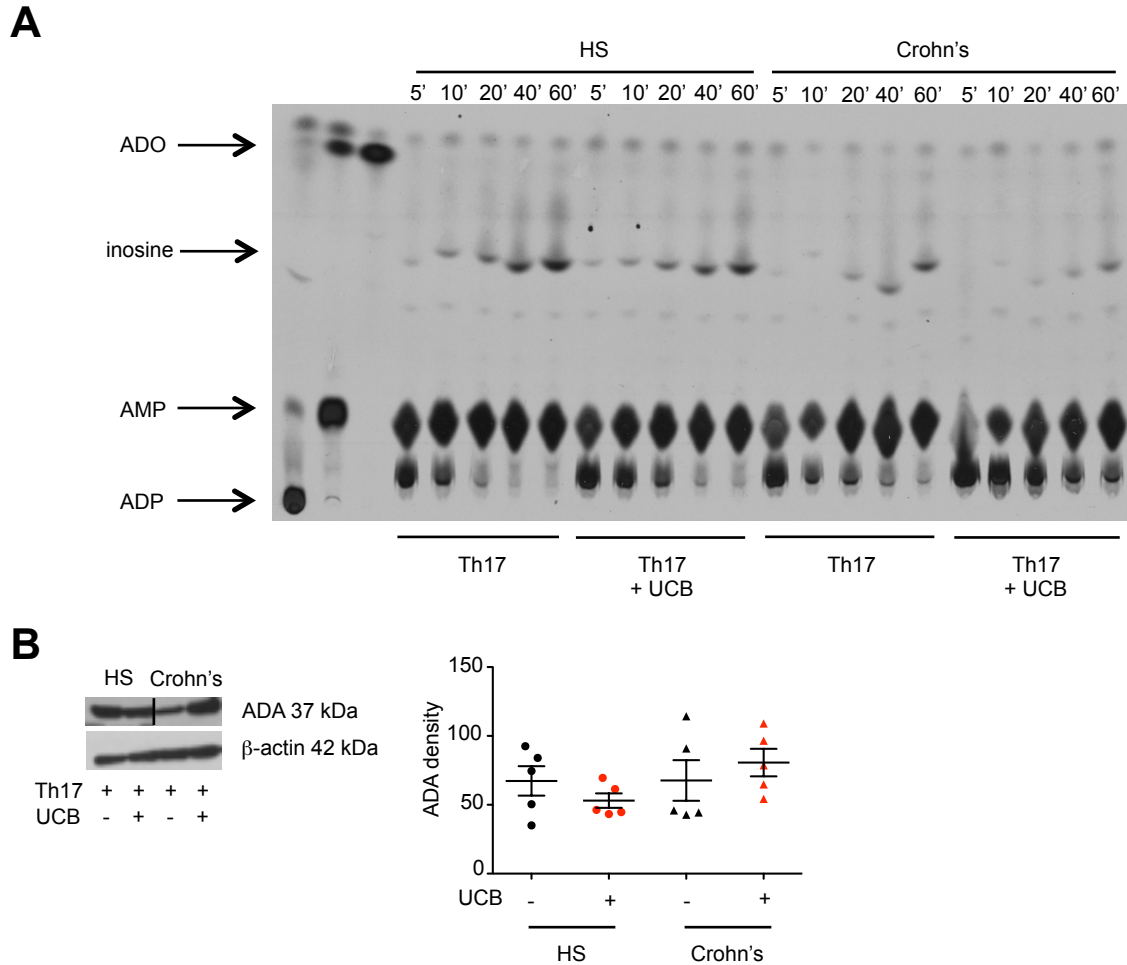 A
HS Crohn's
5' 10' 20' 40' 60' 5' 10' 20' 40' 60' 5' 10' 20' 40' 60' 5' 10' 20' 40' 60'
ADO
inosine
AMP
ADP
Th17 Th17 Th17 Th17
+ UCB + UCB
B
HS Crohn's
ADA 37 kDa
β-actin 42 kDa
Th17 + + + +
UCB - + - +
ADA density
150
100
50
0
UCB - + - +
HS Crohn's